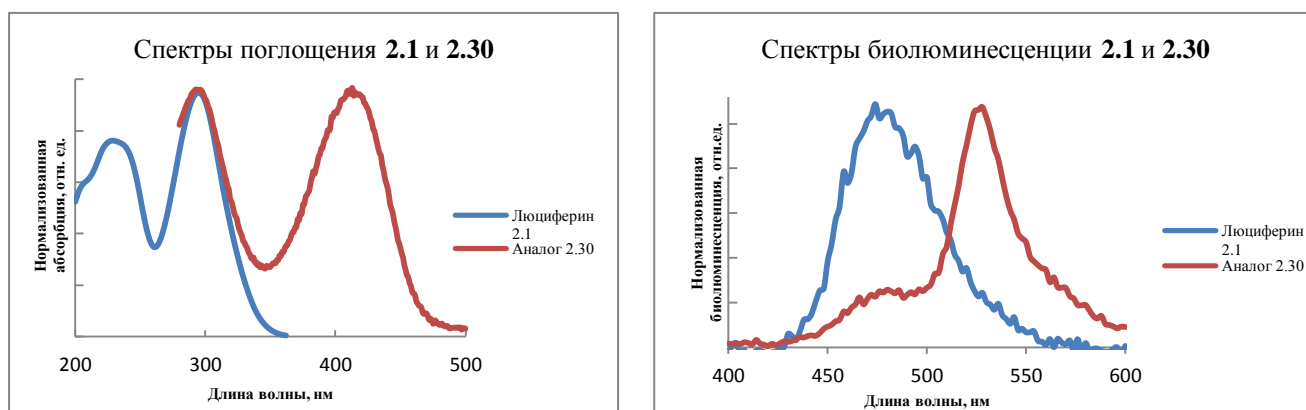 Спектры поглощения 2.1 и 2.30
Нормализованная
абсорбция, отн. ед.
Люциферин
2.1
Аналог 2.30
200
300
400
500
Длина волны, нм
Спектры биолюминесценции 2.1 и 2.30
Нормализованная
биолюминесценция, отн.ед.
Люциферин
2.1
Аналог 2.30
400
450
500
550
600
Длина волны, нм